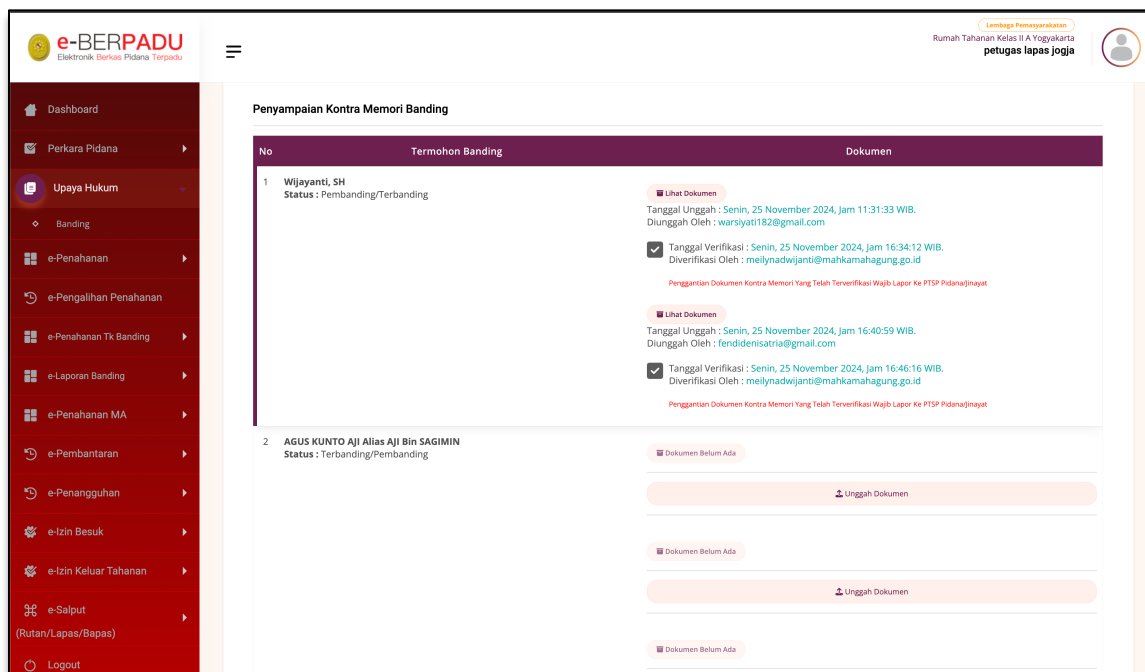 e-BERPADU
Elektronik Berkas Pidana Terpadu
Lembaga Pemasyarakatan
Rumah Tahanan Kelas II A Yogyakarta
petugas lapas jogja
Dashboard
Perkara Pidana
Upaya Hukum
Banding
e-Penahanan
e-Pengalihan Penahanan
e-Penahanan Tk Banding
e-Laporan Banding
e-Penahanan MA
e-Pembantaran
e-Penangguhan
e-Izin Besuk
e-Izin Keluar Tahanan
e-Salput
(Rutan/Lapas/Bapas)
Logout
Penyampaian Kontra Memori Banding
No Termohon Banding Dokumen
1 Wijayanti, SH
Status : Pembanding/Terbanding
Lihat Dokumen
Tanggal Unggah : Senin, 25 November 2024, Jam 11:31:33 WIB.
Diunggah Oleh : warsiyati182@gmail.com
Tanggal Verifikasi : Senin, 25 November 2024, Jam 16:34:12 WIB.
Diverifikasi Oleh : meilynadwijanti@mahkamahagung.go.id
Penggantian Dokumen Kontra Memori Yang Telah Terverifikasi Wajib Lapor Ke PTSP Pidana/Jinayat
Lihat Dokumen
Tanggal Unggah : Senin, 25 November 2024, Jam 16:40:59 WIB.
Diunggah Oleh : fendidenisatria@gmail.com
Tanggal Verifikasi : Senin, 25 November 2024, Jam 16:46:16 WIB.
Diverifikasi Oleh : meilynadwijanti@mahkamahagung.go.id
Penggantian Dokumen Kontra Memori Yang Telah Terverifikasi Wajib Lapor Ke PTSP Pidana/Jinayat
2 AGUS KUNTO AJI Alias AJI Bin SAGIMIN
Status : Terbanding/Pembanding
Dokumen Belum Ada
Unggah Dokumen
Dokumen Belum Ada
Unggah Dokumen
Dokumen Belum Ada